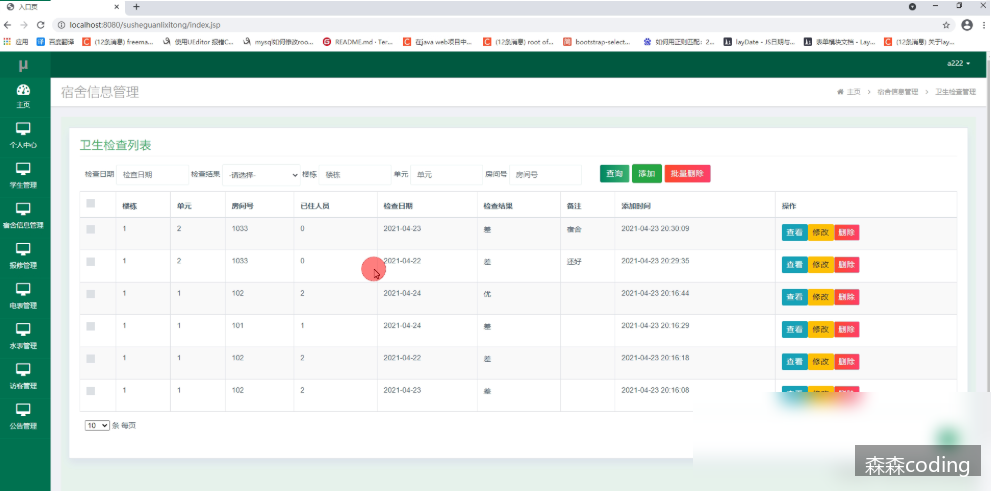 入口页
localhost:8080/susheguanlixitong/index.jsp
应用 百度翻译 (12条消息) freema... 使用UEditor 报错C... mysql如何修改roo... README.md · Ter... 在java web项目中... (12条消息) root of... bootstrap-select... 如何用正则匹配：2... layDate - JS日期与... 表单模块文档 - Lay... (12条消息) 关于lay...
μ
a222
主页
个人中心
学生管理
宿舍信息管理
报修管理
电表管理
水表管理
访客管理
公告管理
宿舍信息管理
主页 > 宿舍信息管理 > 卫生检查管理
卫生检查列表
检查日期 检查日期 检查结果 -请选择- 楼栋 楼栋 单元 单元 房间号 房间号 查询 添加 批量删除
楼栋 单元 房间号 已住人员 检查日期 检查结果 备注 添加时间 操作
1 2 1033 0 2021-04-23 差 宿舍 2021-04-23 20:30:09 查看 修改 删除
1 2 1033 0 2021-04-22 差 还好 2021-04-23 20:29:35 查看 修改 删除
1 1 102 2 2021-04-24 优 2021-04-23 20:16:44 查看 修改 删除
1 1 101 1 2021-04-24 差 2021-04-23 20:16:29 查看 修改 删除
1 1 102 2 2021-04-22 差 2021-04-23 20:16:18 查看 修改 删除
1 1 102 2 2021-04-23 差 2021-04-23 20:16:08
10 条 每页
森森coding